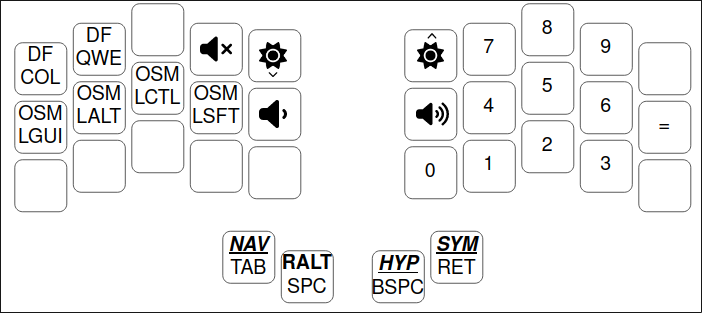 DF
COL
DF
QWE
7
8
9
OSM
LGUI
OSM
LALT
OSM
LCTL
OSM
LSFT
4
5
6
=
0
1
2
3
NAV
TAB
RALT
SPC
HYP
BSPC
SYM
RET